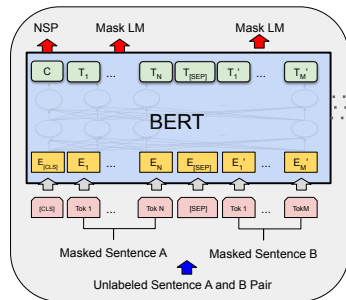 NSP Mask LM Mask LM
C T1 ... TN T[SEP] T1' ... TM'
BERT
E[CLS] E1 ... EN E[SEP] E1' ... EM'
[CLS] Tok 1 ... Tok N [SEP] Tok 1 ... TokM
Masked Sentence A Masked Sentence B
Unlabeled Sentence A and B Pair